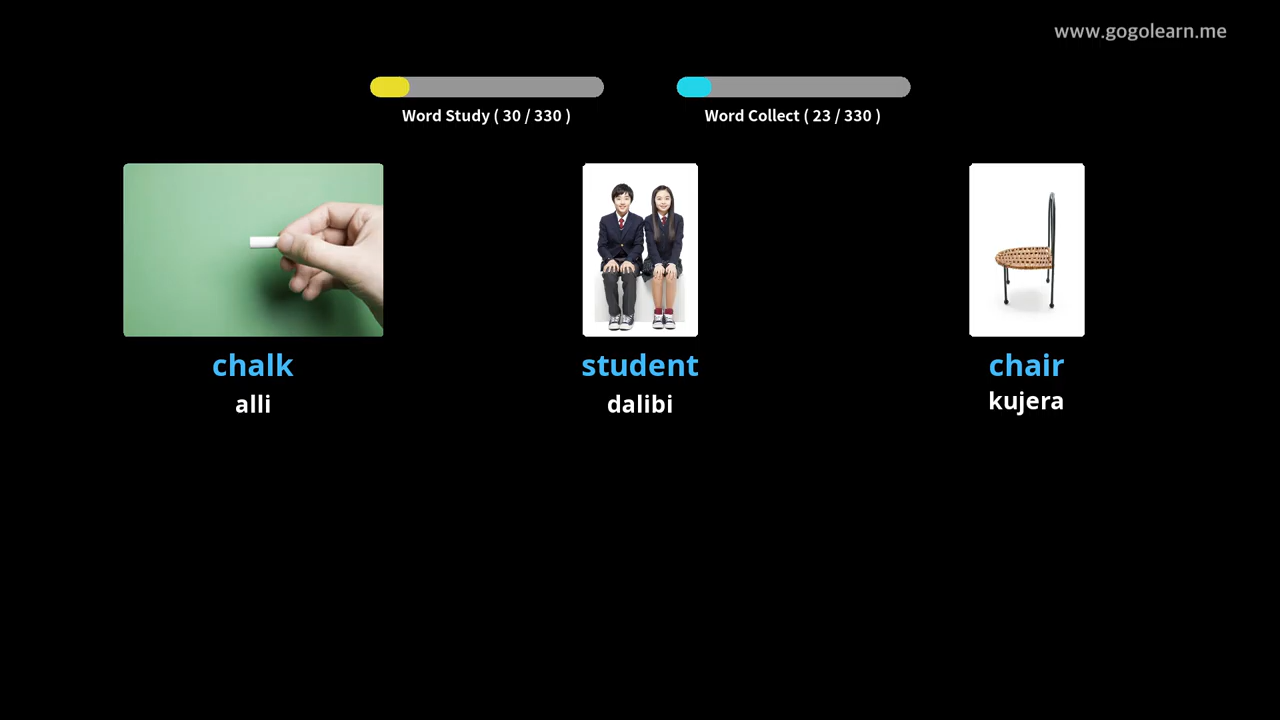 www.gogolearn.me
Word Study ( 30 / 330 )
Word Collect ( 23 / 330 )
chalk
alli
student
dalibi
chair
kujera